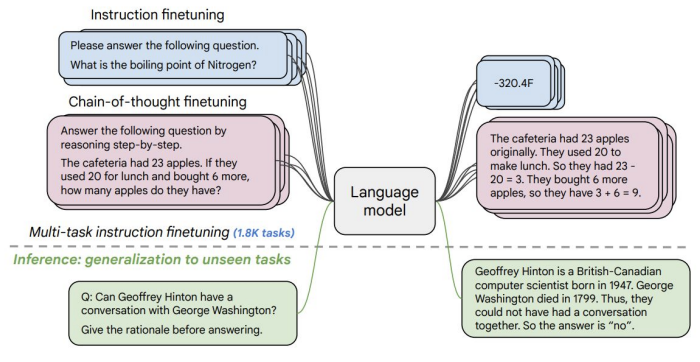 Instruction finetuning
Please answer the following question.
What is the boiling point of Nitrogen?
-320.4F
Chain-of-thought finetuning
Answer the following question by
reasoning step-by-step.
The cafeteria had 23 apples. If they
used 20 for lunch and bought 6 more,
how many apples do they have?
Language
model
The cafeteria had 23 apples
originally. They used 20 to
make lunch. So they had 23 -
20 = 3. They bought 6 more
apples, so they have 3 + 6 = 9.
Multi-task instruction finetuning (1.8K tasks)
Inference: generalization to unseen tasks
Q: Can Geoffrey Hinton have a
conversation with George Washington?
Give the rationale before answering.
Geoffrey Hinton is a British-Canadian
computer scientist born in 1947. George
Washington died in 1799. Thus, they
could not have had a conversation
together. So the answer is “no”.